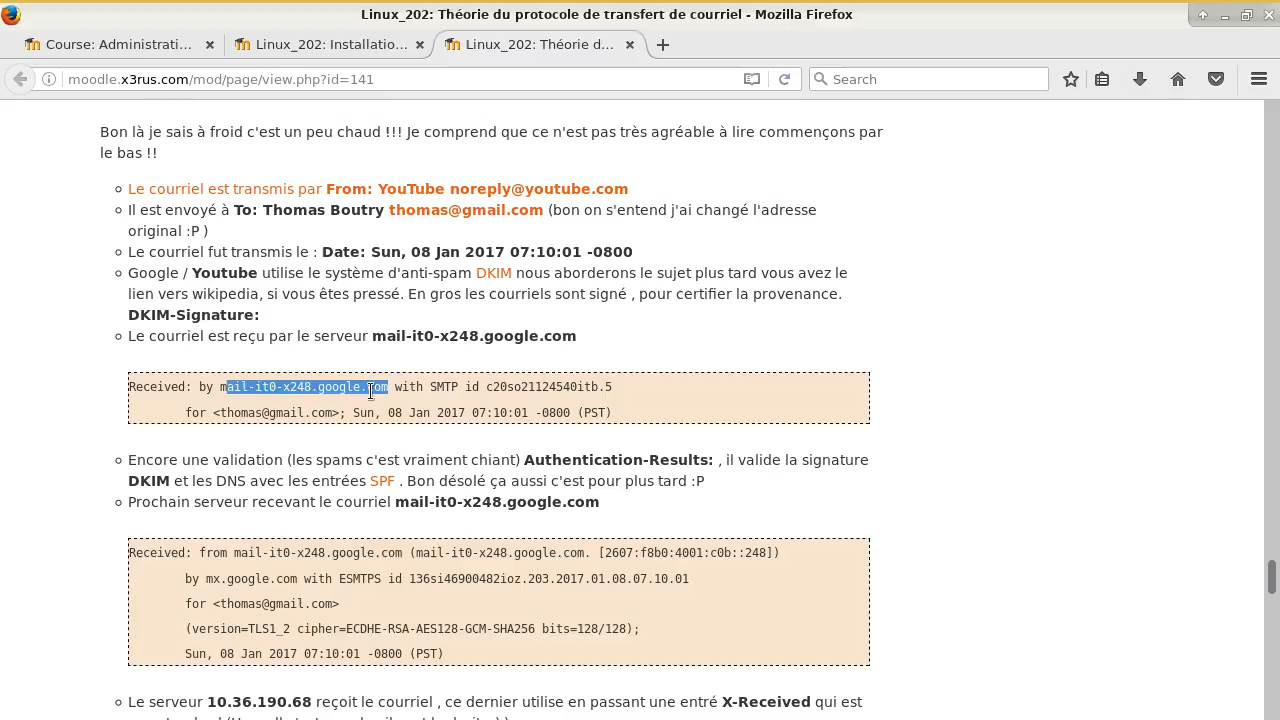 Linux_202: Théorie du protocole de transfert de courriel - Mozilla Firefox
Course: Administrati... Linux_202: Installatio... Linux_202: Théorie d...
moodle.x3rus.com/mod/page/view.php?id=141 Search
Bon là je sais à froid c'est un peu chaud !!! Je comprend que ce n'est pas très agréable à lire commençons par
le bas !!
Le courriel est transmis par From: YouTube noreply@youtube.com
Il est envoyé à To: Thomas Boutry thomas@gmail.com (bon on s'entend j'ai changé l'adresse
original :P )
Le courriel fut transmis le : Date: Sun, 08 Jan 2017 07:10:01 -0800
Google / Youtube utilise le système d'anti-spam DKIM nous aborderons le sujet plus tard vous avez le
lien vers wikipedia, si vous êtes pressé. En gros les courriels sont signé , pour certifier la provenance.
DKIM-Signature:
Le courriel est reçu par le serveur mail-it0-x248.google.com
Received: by mail-it0-x248.google.com with SMTP id c20so21124540itb.5
for <thomas@gmail.com>; Sun, 08 Jan 2017 07:10:01 -0800 (PST)
Encore une validation (les spams c'est vraiment chiant) Authentication-Results: , il valide la signature
DKIM et les DNS avec les entrées SPF . Bon désolé ça aussi c'est pour plus tard :P
Prochain serveur recevant le courriel mail-it0-x248.google.com
Received: from mail-it0-x248.google.com (mail-it0-x248.google.com. [2607:f8b0:4001:c0b::248])
by mx.google.com with ESMTPS id 136si46900482ioz.203.2017.01.08.07.10.01
for <thomas@gmail.com>
(version=TLS1_2 cipher=ECDHE-RSA-AES128-GCM-SHA256 bits=128/128);
Sun, 08 Jan 2017 07:10:01 -0800 (PST)
Le serveur 10.36.190.68 reçoit le courriel , ce dernier utilise en passant une entré X-Received qui est